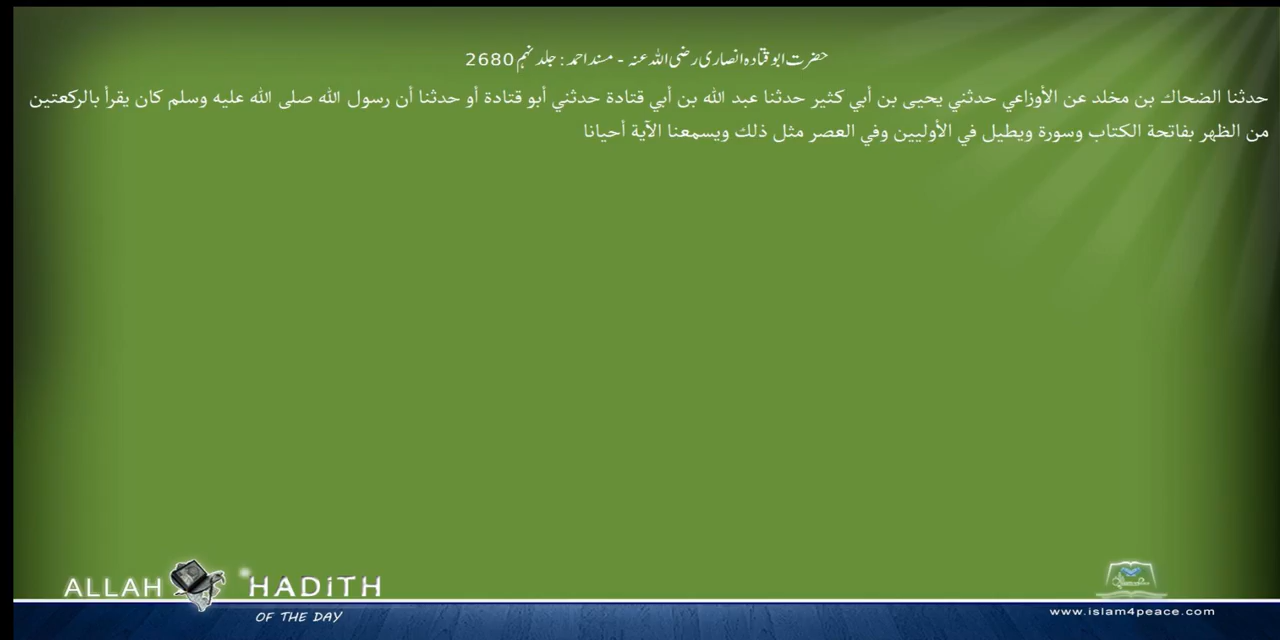 حضرت ابوقتادہ انصاری رضی اللہ عنہ - مسند احمد : جلد نہم 2680
حدثنا الضحاك بن مخلد عن الأوزاعي حدثني يحيى بن أبي كثير حدثنا عبد الله بن أبي قتادة حدثني أبو قتادة أو حدثنا أن رسول الله صلى الله عليه وسلم كان يقرأ بالركعتين
من الظهر بفاتحة الكتاب وسورة ويطيل في الأوليين وفي العصر مثل ذلك ويسمعنا الآية أحيانا
ALLAH HADITH
OF THE DAY
www.islam4peace.com